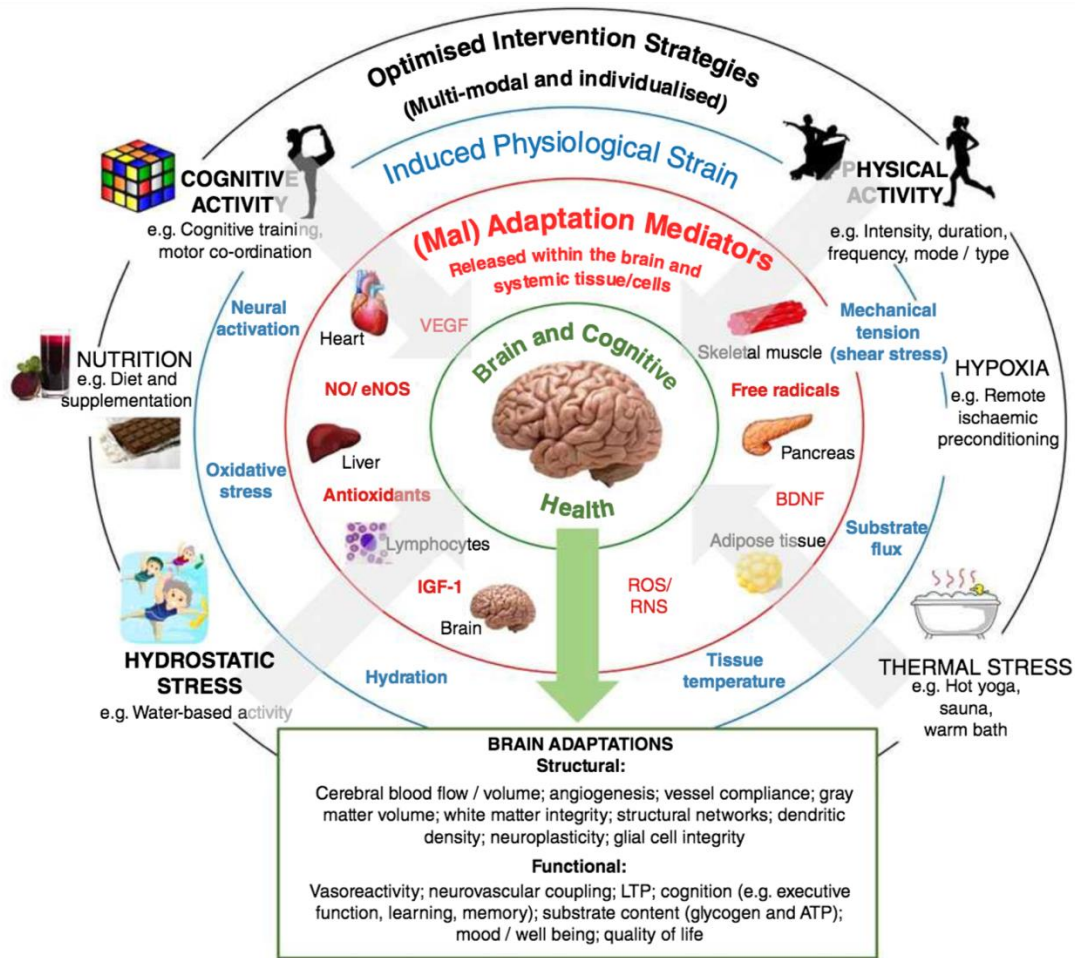 Optimised Intervention Strategies
(Multi-modal and individualised)
Induced Physiological Strain
(Mal) Adaptation Mediators
Released within the brain and
systemic tissue/cells
COGNITIVE
ACTIVITY
e.g. Cognitive training,
motor co-ordination
PHYSICAL
ACTIVITY
e.g. Intensity, duration,
frequency, mode / type
Neural
activation
Heart
VEGF
Skeletal muscle
Mechanical
tension
(shear stress)
NUTRITION
e.g. Diet and
supplementation
HYPOXIA
e.g. Remote
ischaemic
preconditioning
Brain and Cognitive
Health
NO/ eNOS
Free radicals
Liver
Pancreas
Oxidative
stress
Antioxidants
BDNF
Lymphocytes
Adipose tissue
Substrate
flux
IGF-1
Brain
ROS/
RNS
HYDROSTATIC
STRESS
e.g. Water-based activity
Hydration
Tissue
temperature
THERMAL STRESS
e.g. Hot yoga,
sauna,
warm bath
BRAIN ADAPTATIONS
Structural:
Cerebral blood flow / volume; angiogenesis; vessel compliance; gray
matter volume; white matter integrity; structural networks; dendritic
density; neuroplasticity; glial cell integrity
Functional:
Vasoreactivity; neurovascular coupling; LTP; cognition (e.g. executive
function, learning, memory); substrate content (glycogen and ATP);
mood / well being; quality of life